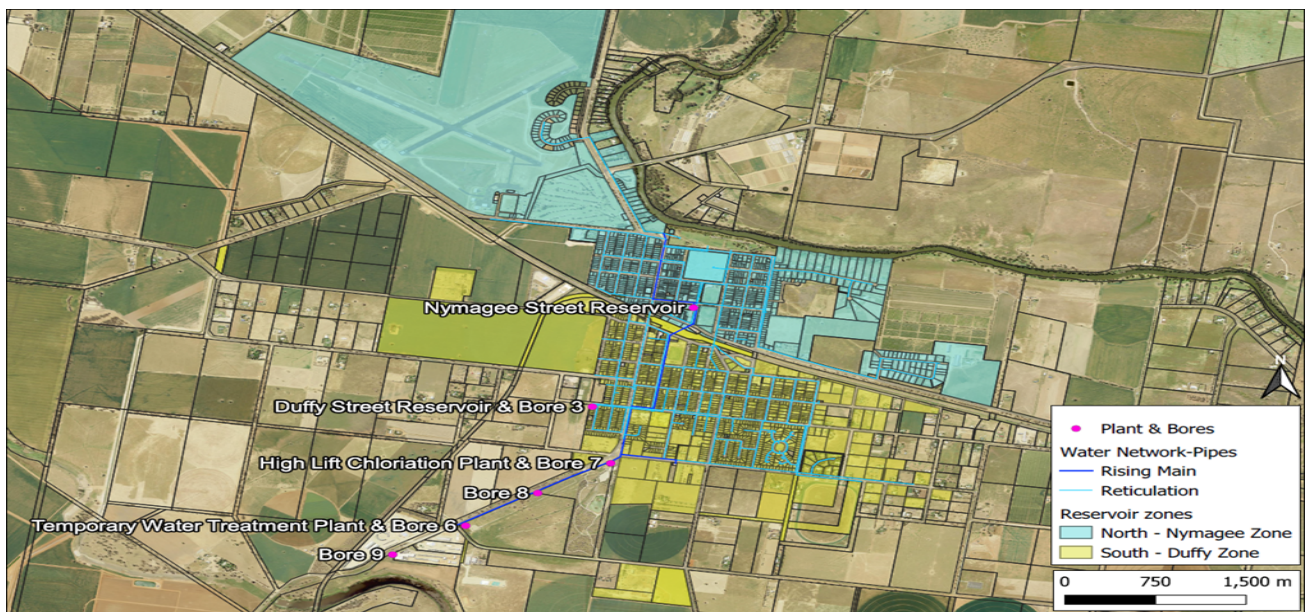 Nymagee Street Reservoir
Duffy Street Reservoir & Bore 3
High Lift Chloriation Plant & Bore 7
Bore 8
Temporary Water Treatment Plant & Bore 6
Bore 9
N
Plant & Bores
Water Network-Pipes
Rising Main
Reticulation
Reservoir zones
North - Nymagee Zone
South - Duffy Zone
0 750 1,500 m